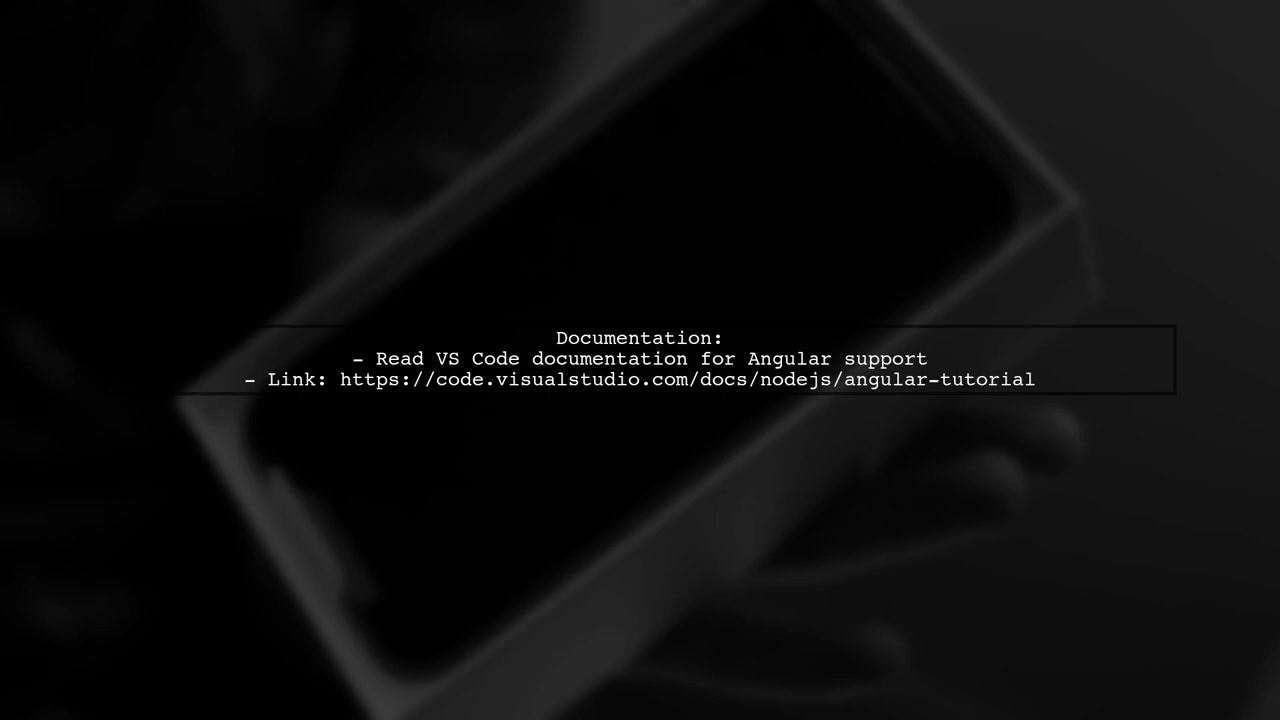 Documentation:
- Read VS Code documentation for Angular support
- Link: https://code.visualstudio.com/docs/nodejs/angular-tutorial